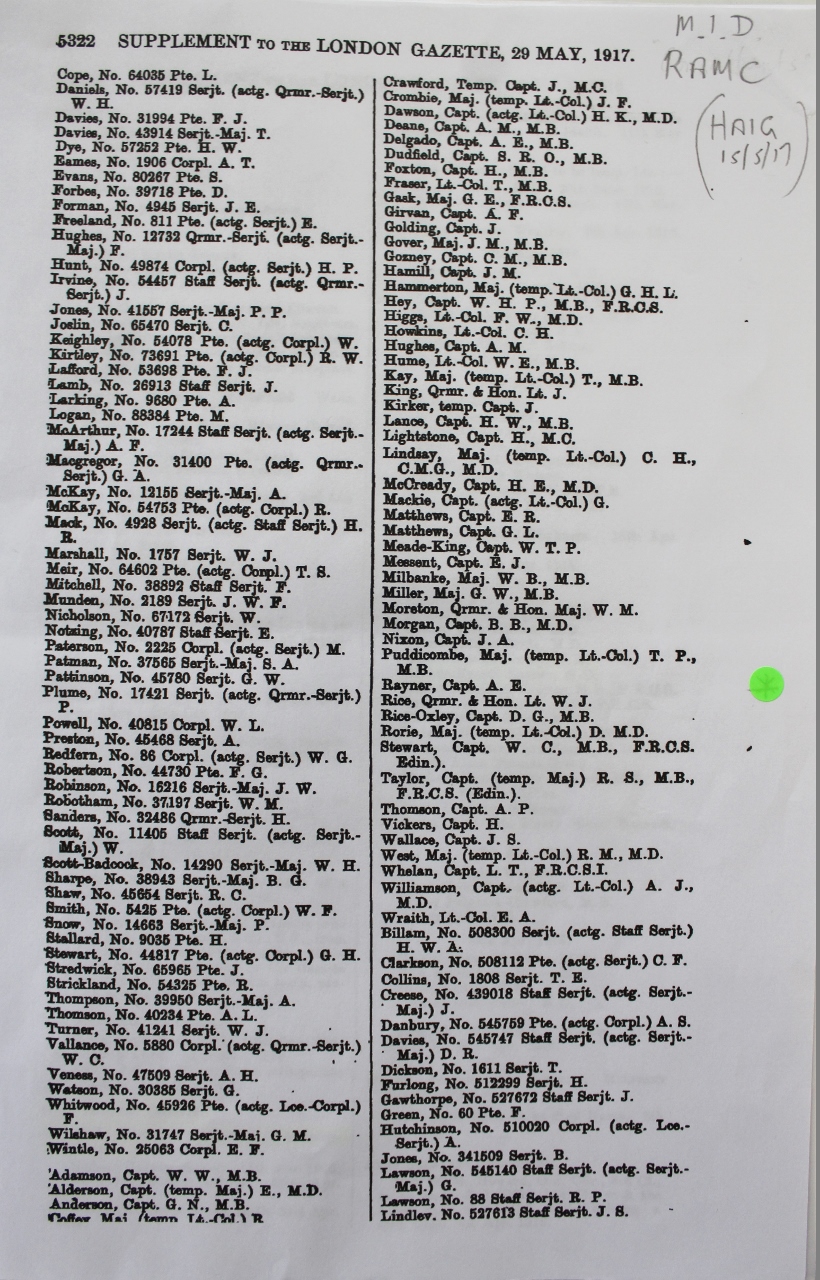 5322 SUPPLEMENT TO THE LONDON GAZETTE, 29 MAY, 1917.
M.I.D.
RAMC
(HAIG
15/5/17)
Cope, No. 64035 Pte. L.
Daniels, No. 57419 Serjt. (actg. Qrmr.-Serjt.)
W. H.
Davies, No. 31994 Pte. F. J.
Davies, No. 43914 Serjt.-Maj. T.
Dye, No. 57252 Pte. H. W.
Eames, No. 1906 Corpl. A. T.
Evans, No. 80267 Pte. S.
Forbes, No. 39718 Pte. D.
Forman, No. 4945 Serjt. J. E.
Freeland, No. 811 Pte. (actg. Serjt.) E.
Hughes, No. 12732 Qrmr.-Serjt. (actg. Serjt.-
Maj.) F.
Hunt, No. 49874 Corpl. (actg. Serjt.) H. P.
Irvine, No. 54457 Staff Serjt. (actg. Qrmr.-
Serjt.) J.
Jones, No. 41557 Serjt.-Maj. P. P.
Joslin, No. 65470 Serjt. C.
Keighley, No. 54078 Pte. (actg. Corpl.) W.
Kirtley, No. 73691 Pte. (actg. Corpl.) R. W.
Lafford, No. 53698 Pte. F. J.
Lamb, No. 26913 Staff Serjt. J.
Larking, No. 9680 Pte. A.
Logan, No. 88384 Pte. M.
McArthur, No. 17244 Staff Serjt. (actg. Serjt.-
Maj.) A. F.
Macgregor, No. 31400 Pte. (actg. Qrmr.-
Serjt.) G. A.
McKay, No. 12155 Serjt.-Maj. A.
McKay, No. 54753 Pte. (actg. Corpl.) R.
Mack, No. 4928 Serjt. (actg. Staff Serjt.) H.
R.
Marshall, No. 1757 Serjt. W. J.
Meir, No. 64602 Pte. (actg. Corpl.) T. S.
Mitchell, No. 38892 Staff Serjt. F.
Munden, No. 2189 Serjt. J. W. F.
Nicholson, No. 67172 Serjt. W.
Notzing, No. 40787 Staff Serjt. E.
Paterson, No. 2225 Corpl. (actg. Serjt.) M.
Patman, No. 37565 Serjt.-Maj. S. A.
Pattinson, No. 45780 Serjt. G. W.
Plume, No. 17421 Serjt. (actg. Qrmr.-Serjt.)
P.
Powell, No. 40815 Corpl. W. L.
Preston, No. 45468 Serjt. A.
Redfern, No. 86 Corpl. (actg. Serjt.) W. G.
Robertson, No. 44730 Pte. F. G.
Robinson, No. 16216 Serjt.-Maj. J. W.
Robotham, No. 37197 Serjt. W. M.
Sanders, No. 32486 Qrmr.-Serjt. H.
Scott, No. 11405 Staff Serjt. (actg. Serjt.-
Maj.) W.
Scott-Badcock, No. 14290 Serjt.-Maj. W. H.
Sharpe, No. 38943 Serjt.-Maj. B. G.
Shaw, No. 45654 Serjt. R. C.
Smith, No. 5425 Pte. (actg. Corpl.) W. F.
Snow, No. 14663 Serjt.-Maj. P.
Stallard, No. 9035 Pte. H.
Stewart, No. 44817 Pte. (actg. Corpl.) G. H.
Stredwick, No. 65965 Pte. J.
Strickland, No. 54325 Pte. R.
Thompson, No. 39950 Serjt.-Maj. A.
Thomson, No. 40234 Pte. A. L.
Turner, No. 41241 Serjt. W. J.
Vallance, No. 5880 Corpl. (actg. Qrmr.-Serjt.)
W. C.
Veness, No. 47509 Serjt. A. H.
Watson, No. 30385 Serjt. G.
Whitwood, No. 45926 Pte. (actg. Lce.-Corpl.)
F.
Wilshaw, No. 31747 Serjt.-Maj. G. M.
Wintle, No. 25063 Corpl. E. F.
Adamson, Capt. W. W., M.B.
Alderson, Capt. (temp. Maj.) E., M.D.
Anderson, Capt. G. N., M.B.
Coffey, Maj. (temp. Lt.-Col.) R.
Crawford, Temp. Capt. J., M.C.
Crombie, Maj. (temp. Lt.-Col.) J. F.
Dawson, Capt. (actg. Lt.-Col.) H. K., M.D.
Deane, Capt. A. M., M.B.
Delgado, Capt. A. E., M.B.
Dudfield, Capt. S. R. O., M.B.
Foxton, Capt. H., M.B.
Fraser, Lt.-Col. T., M.B.
Gask, Maj. G. E., F.R.C.S.
Girvan, Capt. A. F.
Golding, Capt. J.
Gover, Maj. J. M., M.B.
Gozney, Capt. C. M., M.B.
Hamill, Capt. J. M.
Hammerton, Maj. (temp. Lt.-Col.) G. H. L.
Hey, Capt. W. H. P., M.B., F.R.C.S.
Higgs, Lt.-Col. F. W., M.D.
Howkins, Lt.-Col. C. H.
Hughes, Capt. A. M.
Hume, Lt.-Col. W. E., M.B.
Kay, Maj. (temp. Lt.-Col.) T., M.B.
King, Qrmr. & Hon. Lt. J.
Kirker, temp. Capt. J.
Lance, Capt. H. W., M.B.
Lightstone, Capt. H., M.C.
Lindsay, Maj. (temp. Lt.-Col.) C. H.,
C.M.G., M.D.
McCready, Capt. H. E., M.D.
Mackie, Capt. (actg. Lt.-Col.) G.
Matthews, Capt. E. R.
Matthews, Capt. G. L.
Meade-King, Capt. W. T. P.
Messent, Capt. E. J.
Milbanke, Maj. W. B., M.B.
Miller, Maj. G. W., M.B.
Moreton, Qrmr. & Hon. Maj. W. M.
Morgan, Capt. B. B., M.D.
Nixon, Capt. J. A.
Puddicombe, Maj. (temp. Lt.-Col.) T. P.,
M.B.
Rayner, Capt. A. E.
Rice, Qrmr. & Hon. Lt. W. J.
Rice-Oxley, Capt. D. G., M.B.
Rorie, Maj. (temp. Lt.-Col.) D. M.D.
Stewart, Capt. W. C., M.B., F.R.C.S.
Edin.).
Taylor, Capt. (temp. Maj.) R. S., M.B.,
F.R.C.S. (Edin.).
Thomson, Capt. A. P.
Vickers, Capt. H.
Wallace, Capt. J. S.
West, Maj. (temp. Lt.-Col.) R. M., M.D.
Whelan, Capt. L. T., F.R.C.S.I.
Williamson, Capt. (actg. Lt.-Col.) A. J.,
M.D.
Wraith, Lt.-Col. E. A.
Billam, No. 508300 Serjt. (actg. Staff Serjt.)
H. W. A.
Clarkson, No. 508112 Pte. (actg. Serjt.) C. F.
Collins, No. 1808 Serjt. T. E.
Creese, No. 439018 Staff Serjt. (actg. Serjt.-
Maj.) J.
Danbury, No. 545759 Pte. (actg. Corpl.) A. S.
Davies, No. 545747 Staff Serjt. (actg. Serjt.-
Maj.) D. R.
Dickson, No. 1611 Serjt. T.
Furlong, No. 512299 Serjt. H.
Gawthorpe, No. 527672 Staff Serjt. J.
Green, No. 60 Pte. F.
Hutchinson, No. 510020 Corpl. (actg. Lce.-
Serjt.) A.
Jones, No. 341509 Serjt. B.
Lawson, No. 545140 Staff Serjt. (actg. Serjt.-
Maj.) G.
Lawson, No. 88 Staff Serjt. R. P.
Lindley, No. 527613 Staff Serjt. J. S.